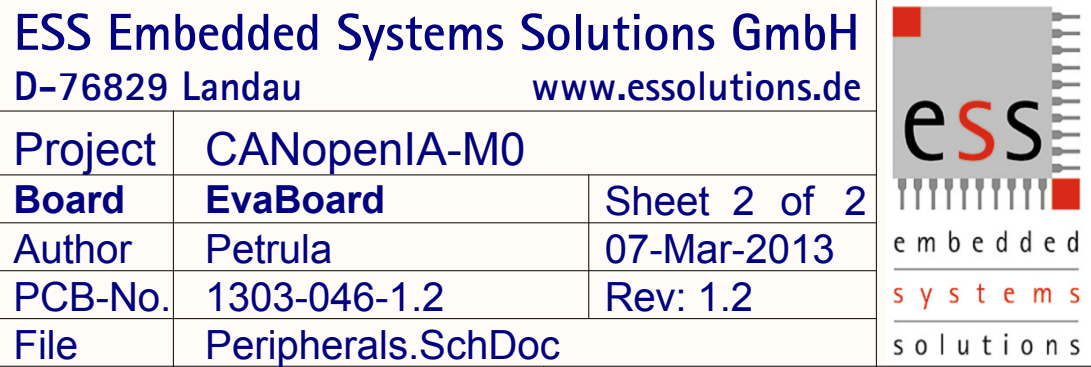 ESS Embedded Systems Solutions GmbH
D-76829 Landau www.essolutions.de
Project CANopenIA-M0
Board EvaBoard Sheet 2 of 2
Author Petrula 07-Mar-2013
PCB-No. 1303-046-1.2 Rev: 1.2
File Peripherals.SchDoc
ess
embedded
systems
solutions